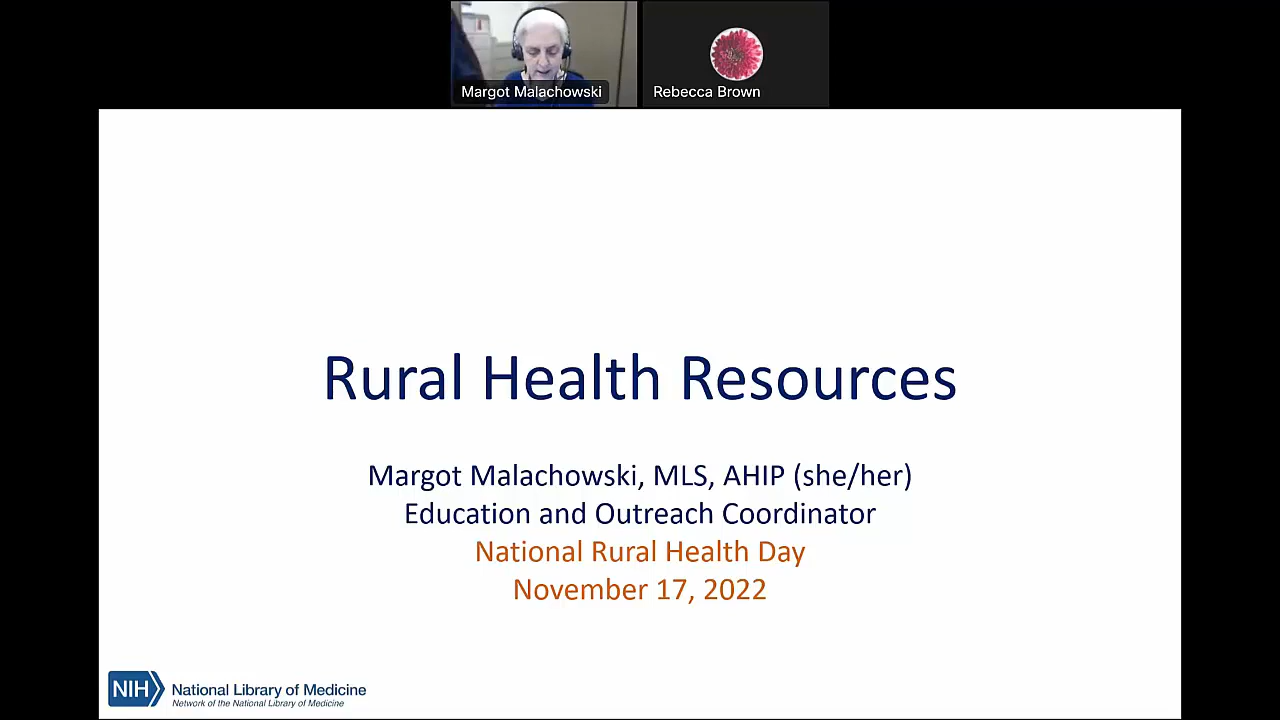 Margot Malachowski
Rebecca Brown
Rural Health Resources
Margot Malachowski, MLS, AHIP (she/her)
Education and Outreach Coordinator
National Rural Health Day
November 17, 2022
NIH National Library of Medicine
Network of the National Library of Medicine